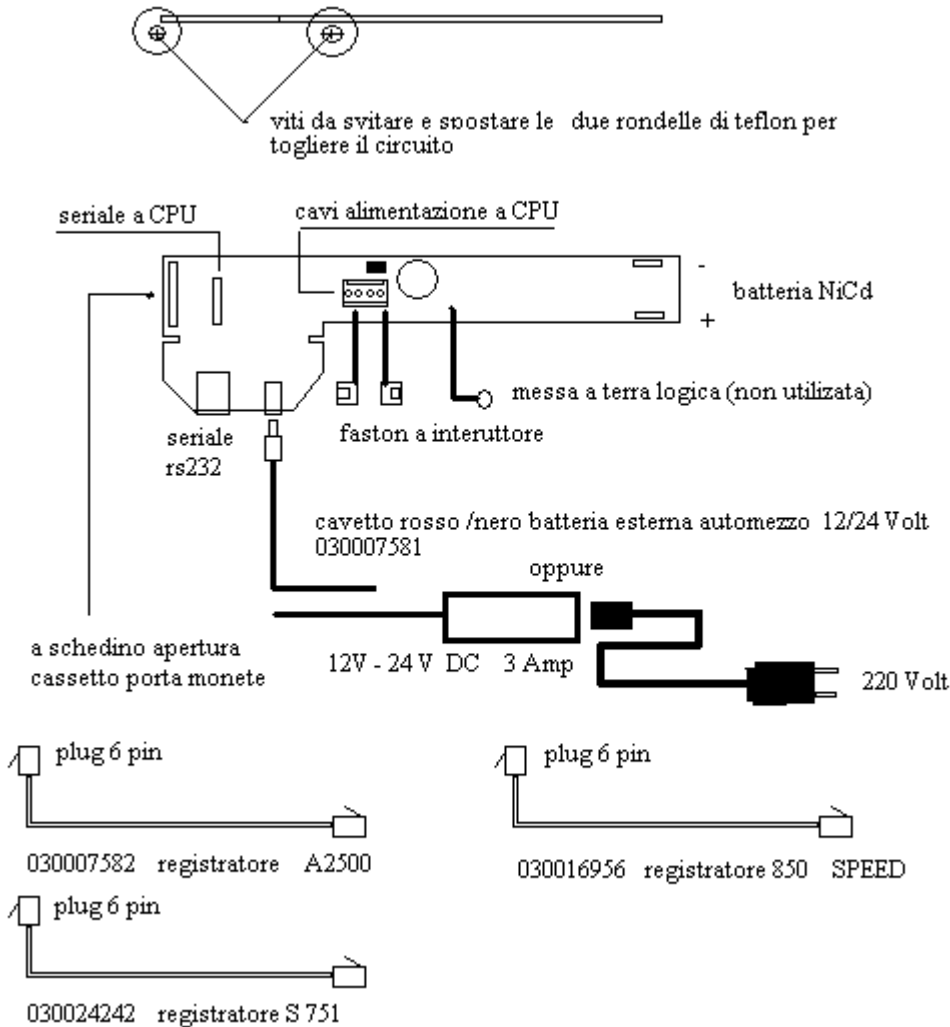 viti da svitare e spostare le due rondelle di teflon per
togliere il circuito
seriale a CPU
cavi alimentazione a CPU
-
batteria NiCd
+
messa a terra logica (non utilizata)
faston a interuttore
seriale
rs232
cavetto rosso /nero batteria esterna automezzo 12/24 Volt
030007581
oppure
a schedino apertura
cassetto porta monete
12V - 24 V DC 3 Amp
220 Volt
plug 6 pin
plug 6 pin
030007582 registratore A2500
030016956 registratore 850 SPEED
plug 6 pin
030024242 registratore S 751